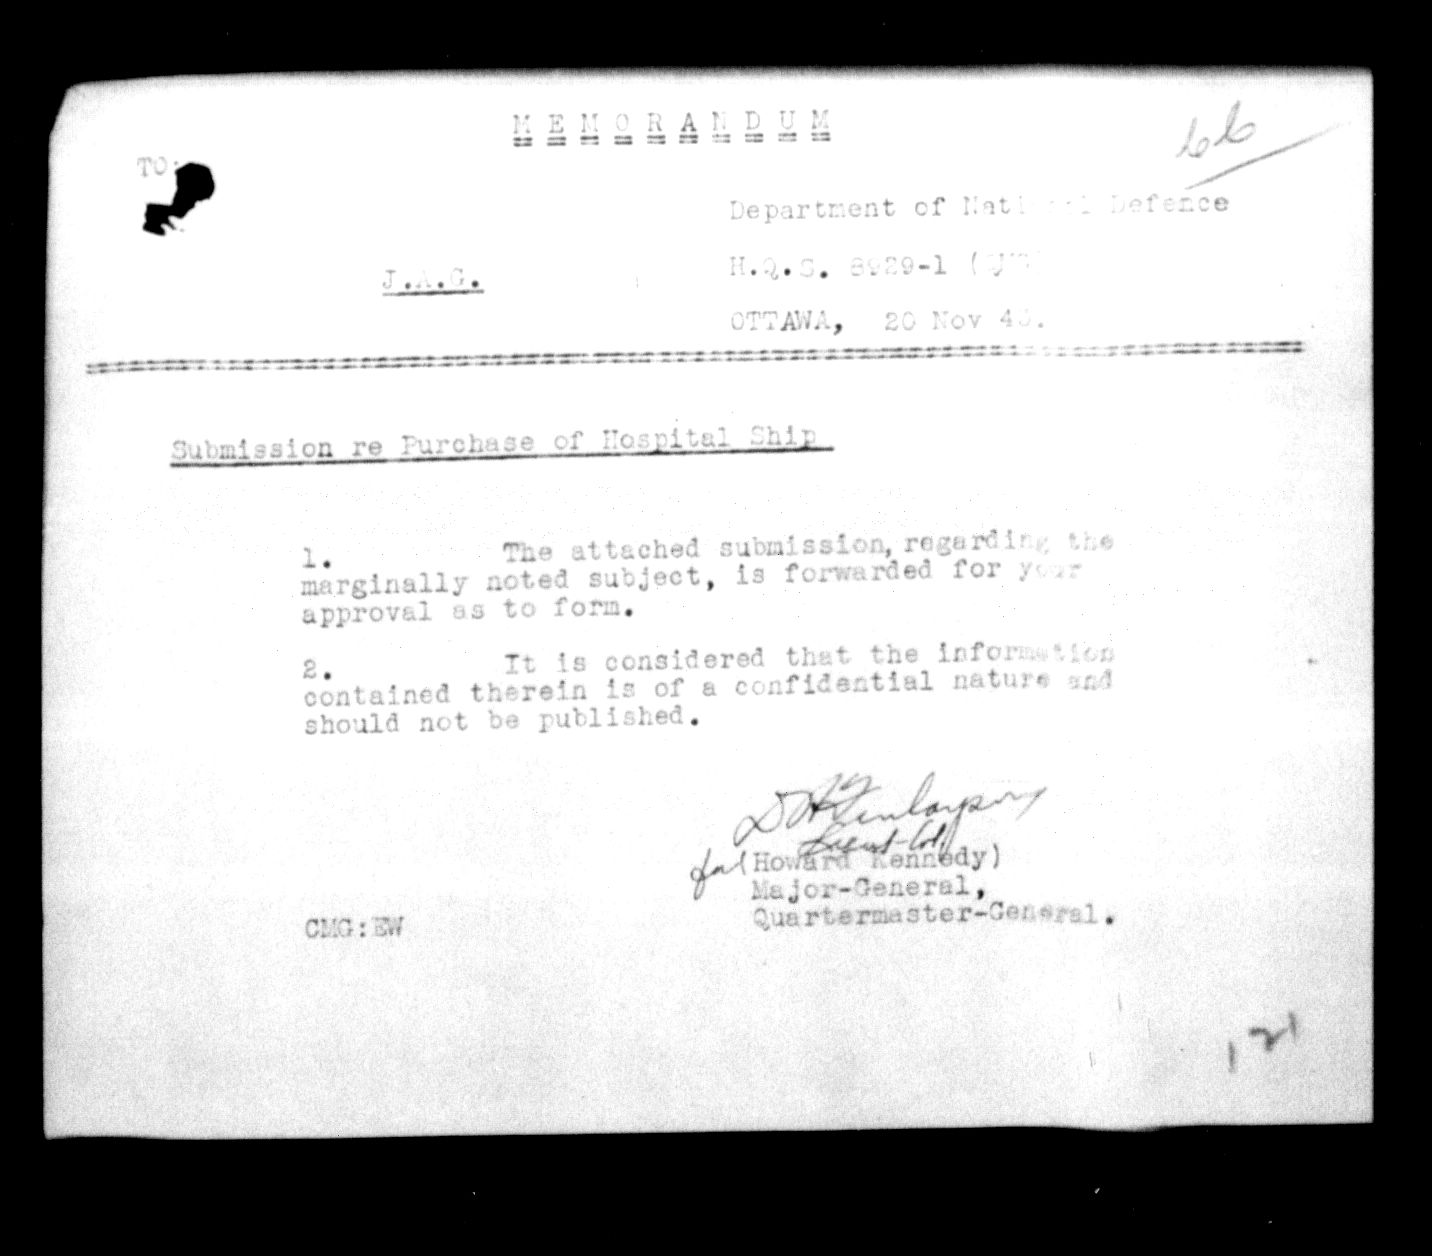 M E M O R A N D U M
66
TO:
Department of National Defence
J.A.G.
H.Q.S. 8929-1
OTTAWA, 20 Nov
Submission re Purchase of Hospital Ship
1. The attached submission, regarding the
marginally noted subject, is forwarded for your
approval as to form.
2. It is considered that the information
contained therein is of a confidential nature and
should not be published.
Lieut-Col
for (Howard Kennedy)
Major-General,
Quartermaster-General.
CMG:EW
121